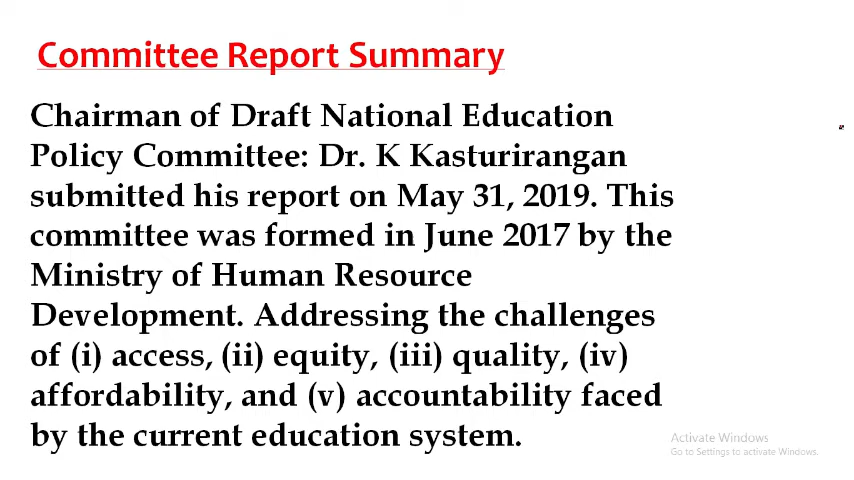 Committee Report Summary
Chairman of Draft National Education
Policy Committee: Dr. K Kasturirangan
submitted his report on May 31, 2019. This
committee was formed in June 2017 by the
Ministry of Human Resource
Development. Addressing the challenges
of (i) access, (ii) equity, (iii) quality, (iv)
affordability, and (v) accountability faced
by the current education system.
Activate Windows
Go to Settings to activate Windows.